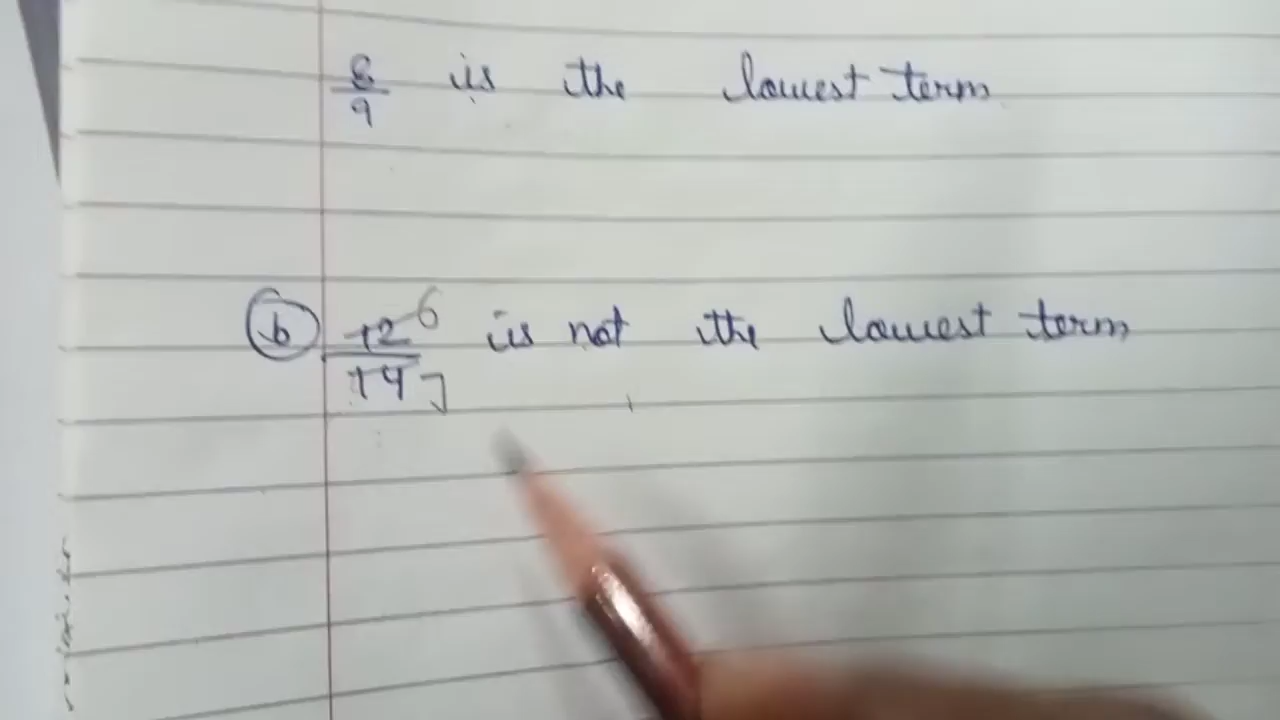 8/9 is the lowest term
b 12/14 6/7 is not the lowest term